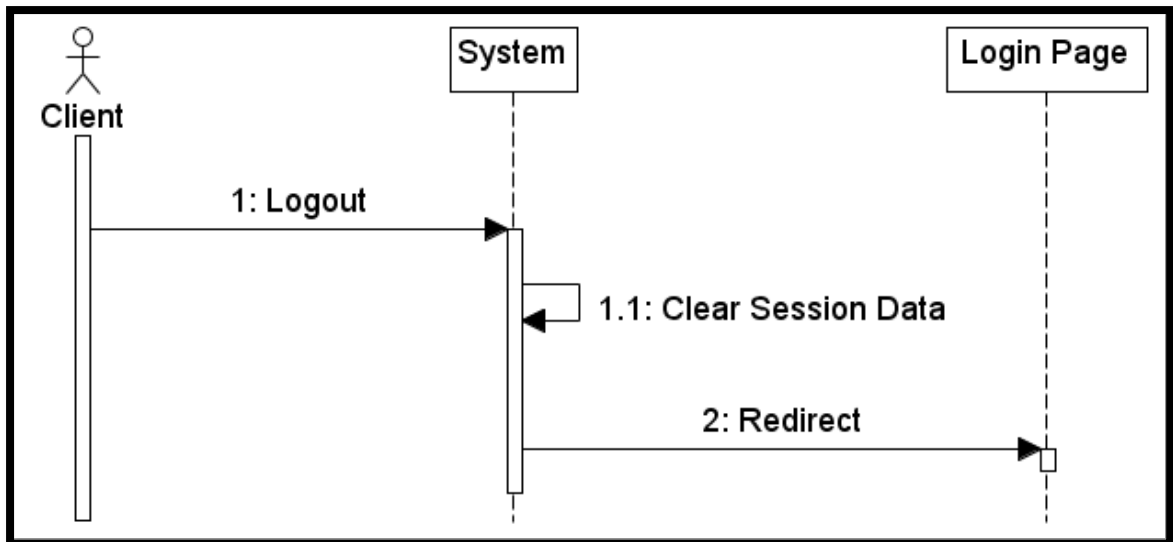 System
Login Page
Client
1: Logout
1.1: Clear Session Data
2: Redirect